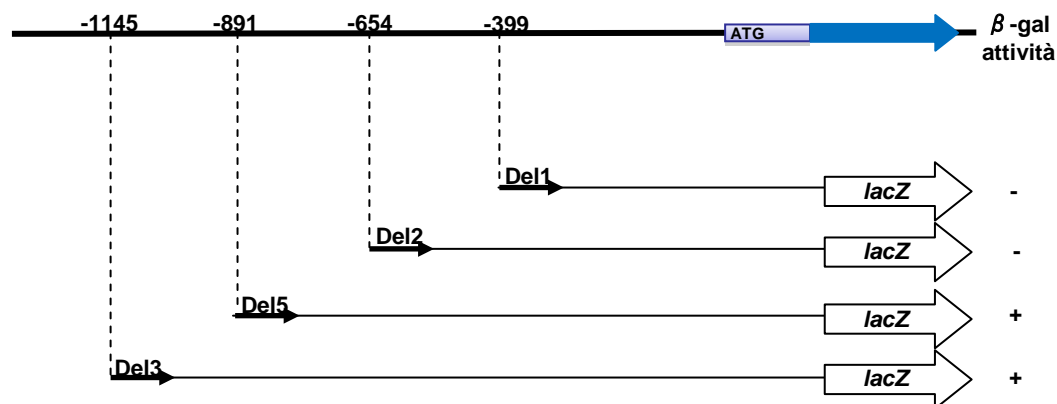 -1145 -891 -654 -399
ATG
β-gal
attività
Del1 lacZ -
Del2 lacZ -
Del5 lacZ +
Del3 lacZ +